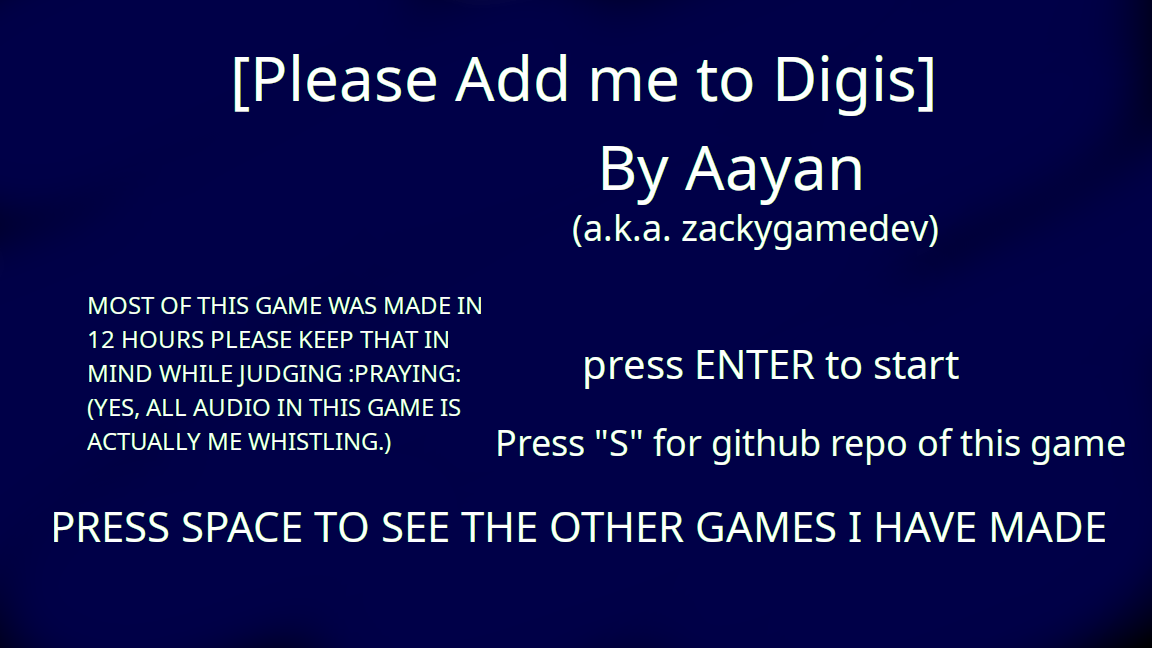 [Please Add me to Digis]
By Aayan
(a.k.a. zackygamedev)
MOST OF THIS GAME WAS MADE IN
12 HOURS PLEASE KEEP THAT IN
MIND WHILE JUDGING :PRAYING:
(YES, ALL AUDIO IN THIS GAME IS
ACTUALLY ME WHISTLING.)
press ENTER to start
Press "S" for github repo of this game
PRESS SPACE TO SEE THE OTHER GAMES I HAVE MADE